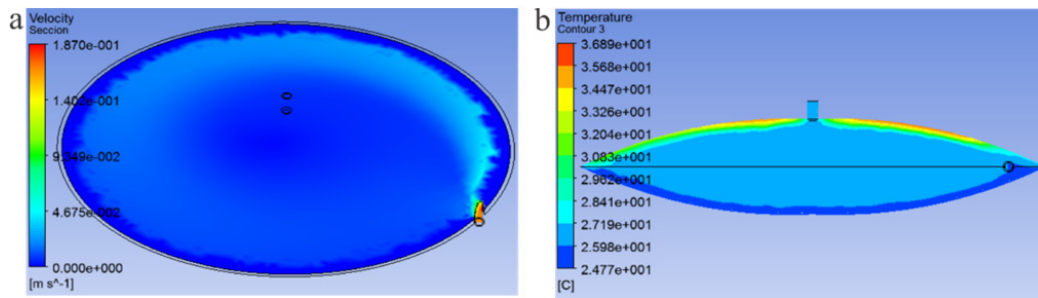 a
Velocity
Seccion
1.870e-001
1.402e-001
9.349e-002
4.675e-002
0.000e+000
[m s^-1]
b
Temperature
Contour 3
3.689e+001
3.568e+001
3.447e+001
3.326e+001
3.204e+001
3.083e+001
2.962e+001
2.841e+001
2.719e+001
2.598e+001
2.477e+001
[C]